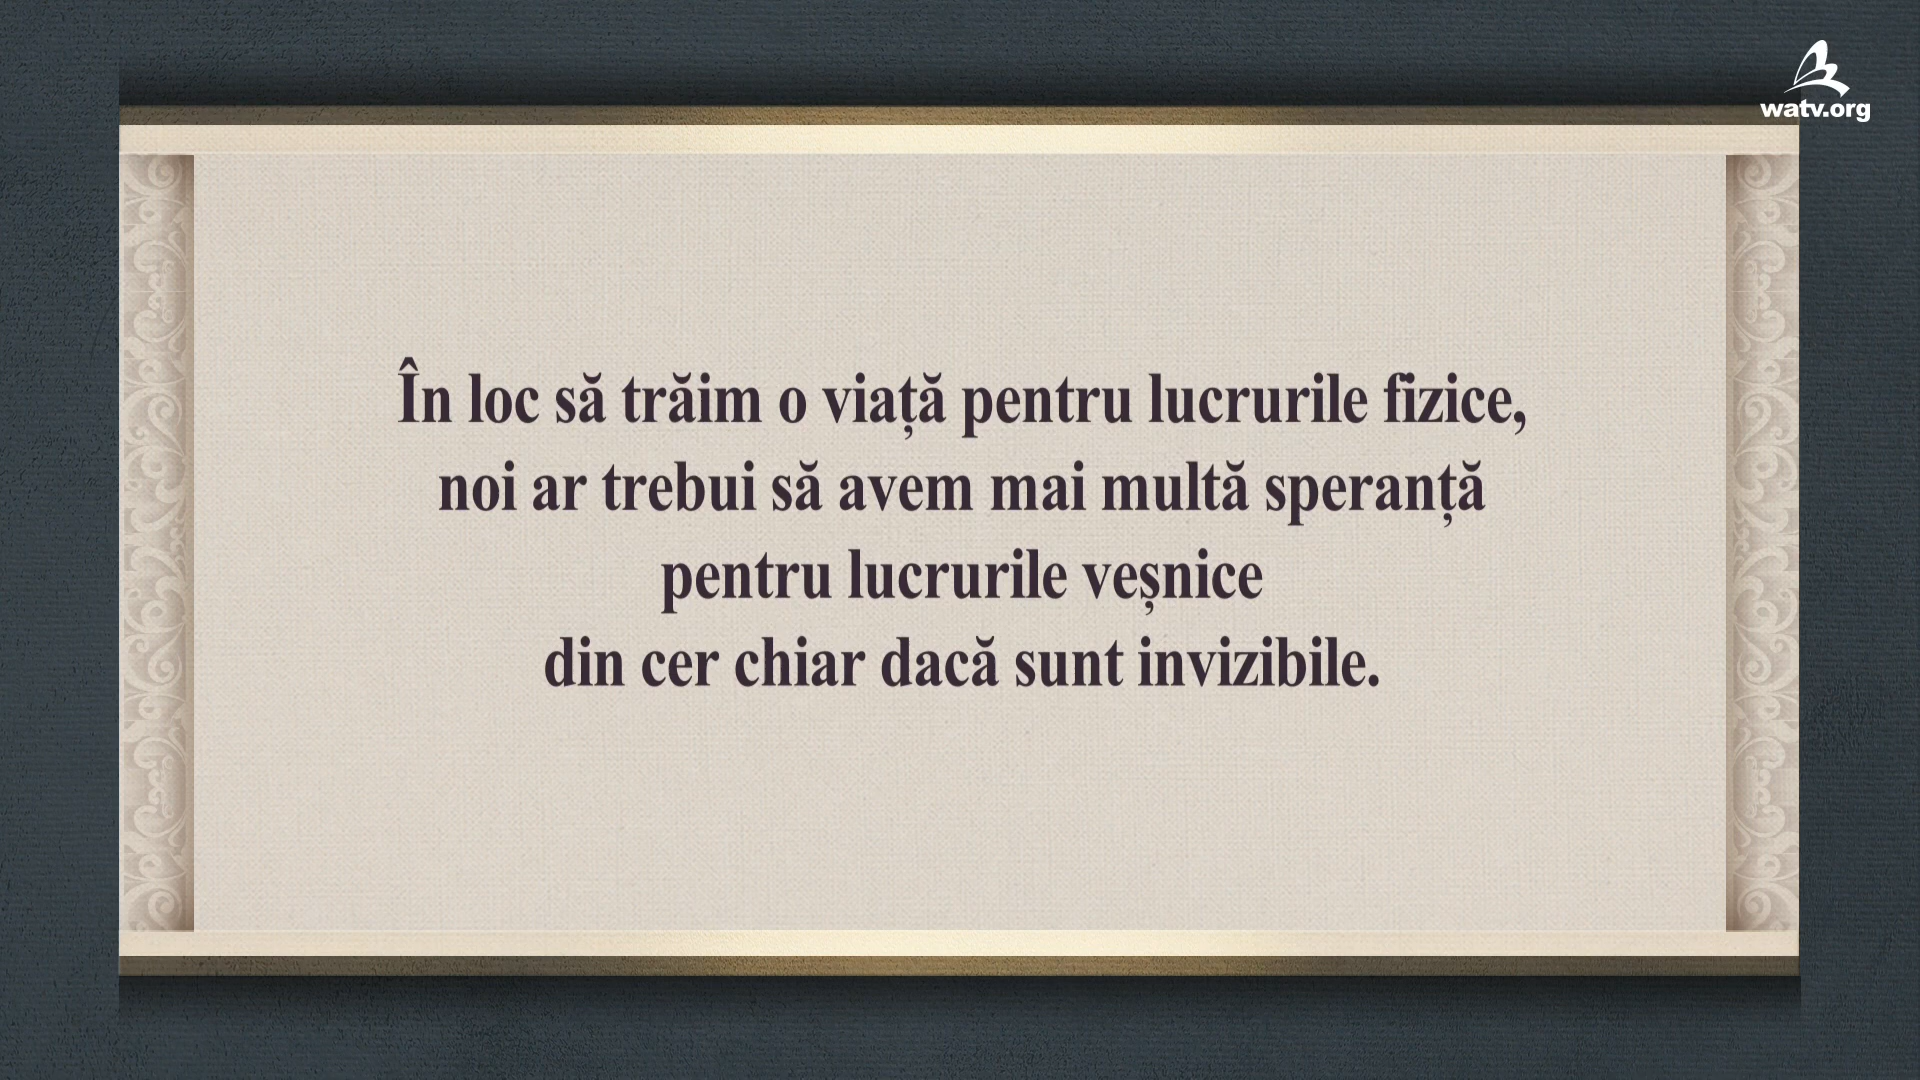 watv.org
În loc să trăim o viață pentru lucrurile fizice,
noi ar trebui să avem mai multă speranță
pentru lucrurile veșnice
din cer chiar dacă sunt invizibile.